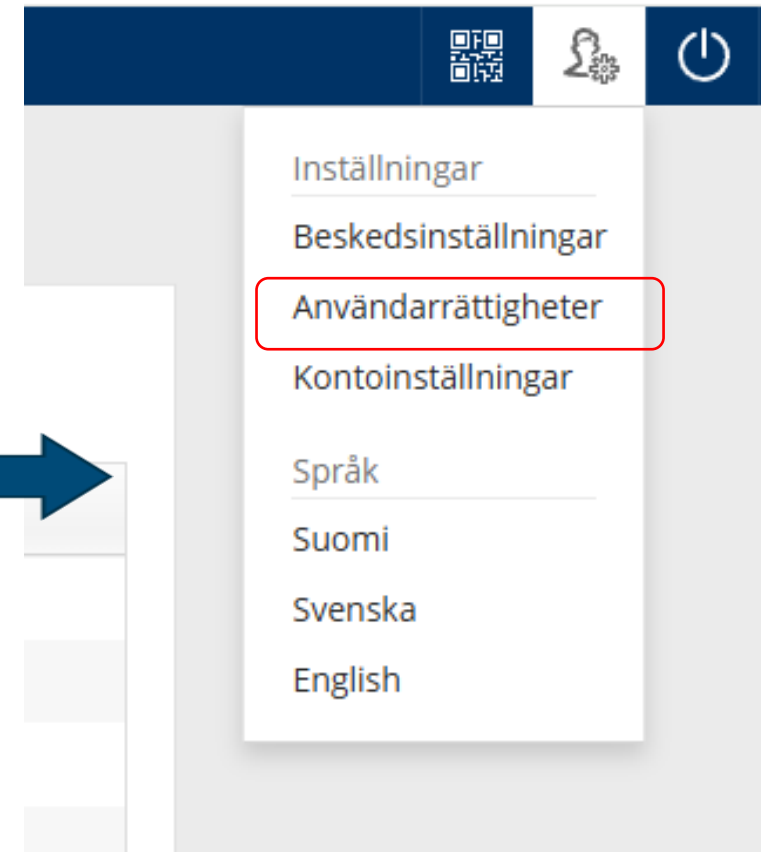 Inställningar
Beskedsinställningar
Användarrättigheter
Kontoinställningar
Språk
Suomi
Svenska
English